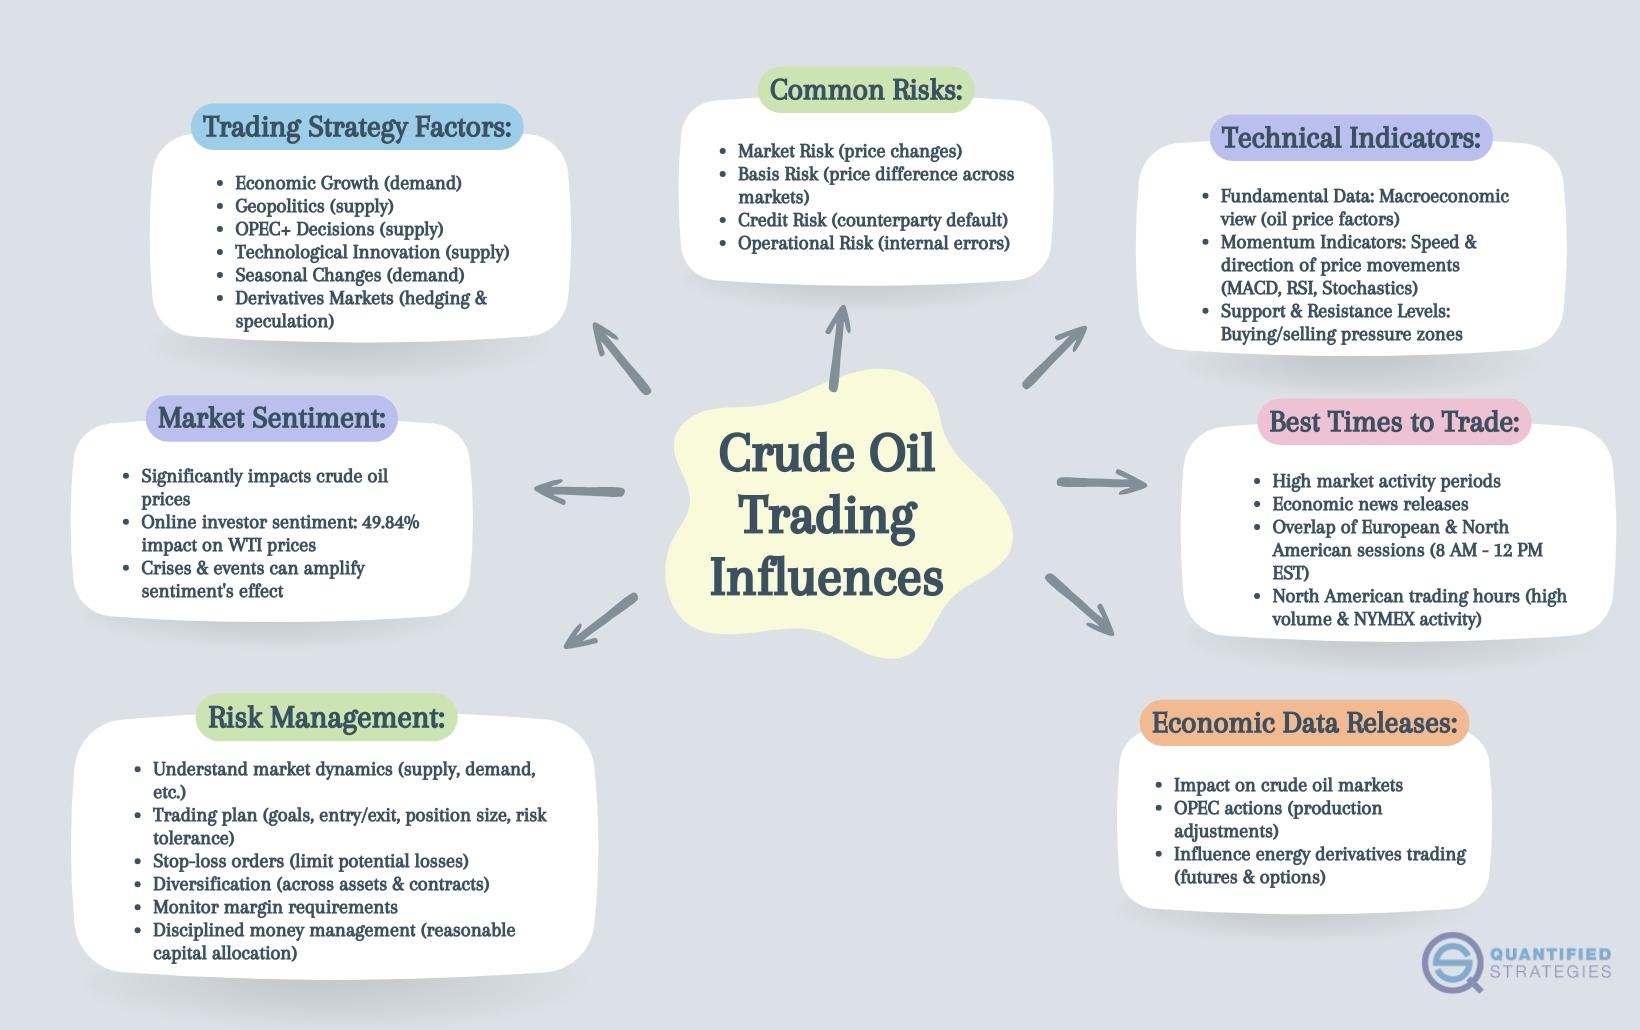 Common Risks:
• Market Risk (price changes)
• Basis Risk (price difference across
markets)
• Credit Risk (counterparty default)
• Operational Risk (internal errors)
Trading Strategy Factors:
• Economic Growth (demand)
• Geopolitics (supply)
• OPEC+ Decisions (supply)
• Technological Innovation (supply)
• Seasonal Changes (demand)
• Derivatives Markets (hedging &
speculation)
Technical Indicators:
• Fundamental Data: Macroeconomic
view (oil price factors)
• Momentum Indicators: Speed &
direction of price movements
(MACD, RSI, Stochastics)
• Support & Resistance Levels:
Buying/selling pressure zones
Market Sentiment:
• Significantly impacts crude oil
prices
• Online investor sentiment: 49.84%
impact on WTI prices
• Crises & events can amplify
sentiment's effect
Crude Oil
Trading
Influences
Best Times to Trade:
• High market activity periods
• Economic news releases
• Overlap of European & North
American sessions (8 AM - 12 PM
EST)
• North American trading hours (high
volume & NYMEX activity)
Risk Management:
• Understand market dynamics (supply, demand,
etc.)
• Trading plan (goals, entry/exit, position size, risk
tolerance)
• Stop-loss orders (limit potential losses)
• Diversification (across assets & contracts)
• Monitor margin requirements
• Disciplined money management (reasonable
capital allocation)
Economic Data Releases:
• Impact on crude oil markets
• OPEC actions (production
adjustments)
• Influence energy derivatives trading
(futures & options)
QUANTIFIED
STRATEGIES